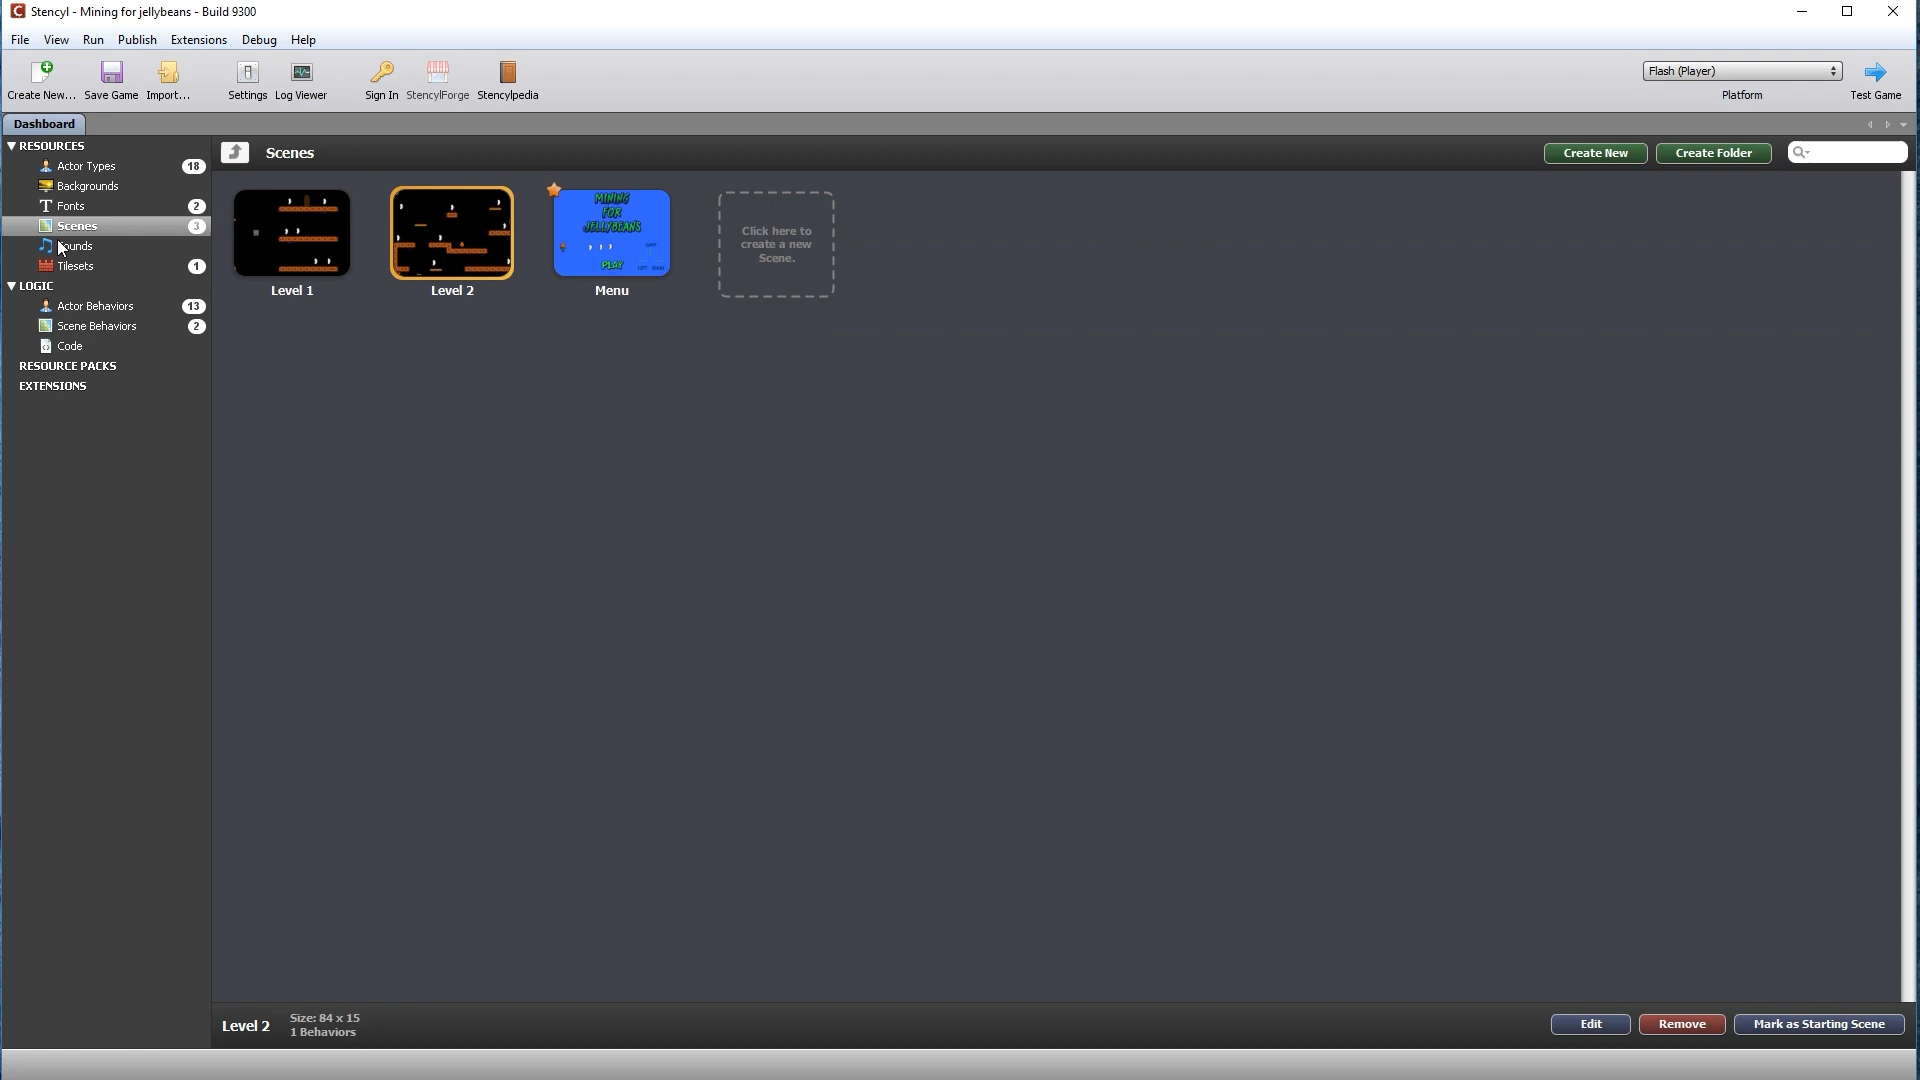 Stencyl - Mining for jellybeans - Build 9300
File View Run Publish Extensions Debug Help
Create New... Save Game Import... Settings Log Viewer Sign In StencylForge Stencylpedia
Flash (Player)
Platform
Test Game
Dashboard
RESOURCES
Actor Types 18
Backgrounds
Fonts 2
Scenes 3
Tilesets 1
LOGIC
Actor Behaviors 13
Scene Behaviors 2
Code
RESOURCE PACKS
EXTENSIONS
Scenes
Create New
Create Folder
MINING
FOR
JELLYBEANS
PLAY
Click here to
create a new
Scene.
Level 1
Level 2
Menu
Level 2
Size: 84 x 15
1 Behaviors
Edit
Remove
Mark as Starting Scene